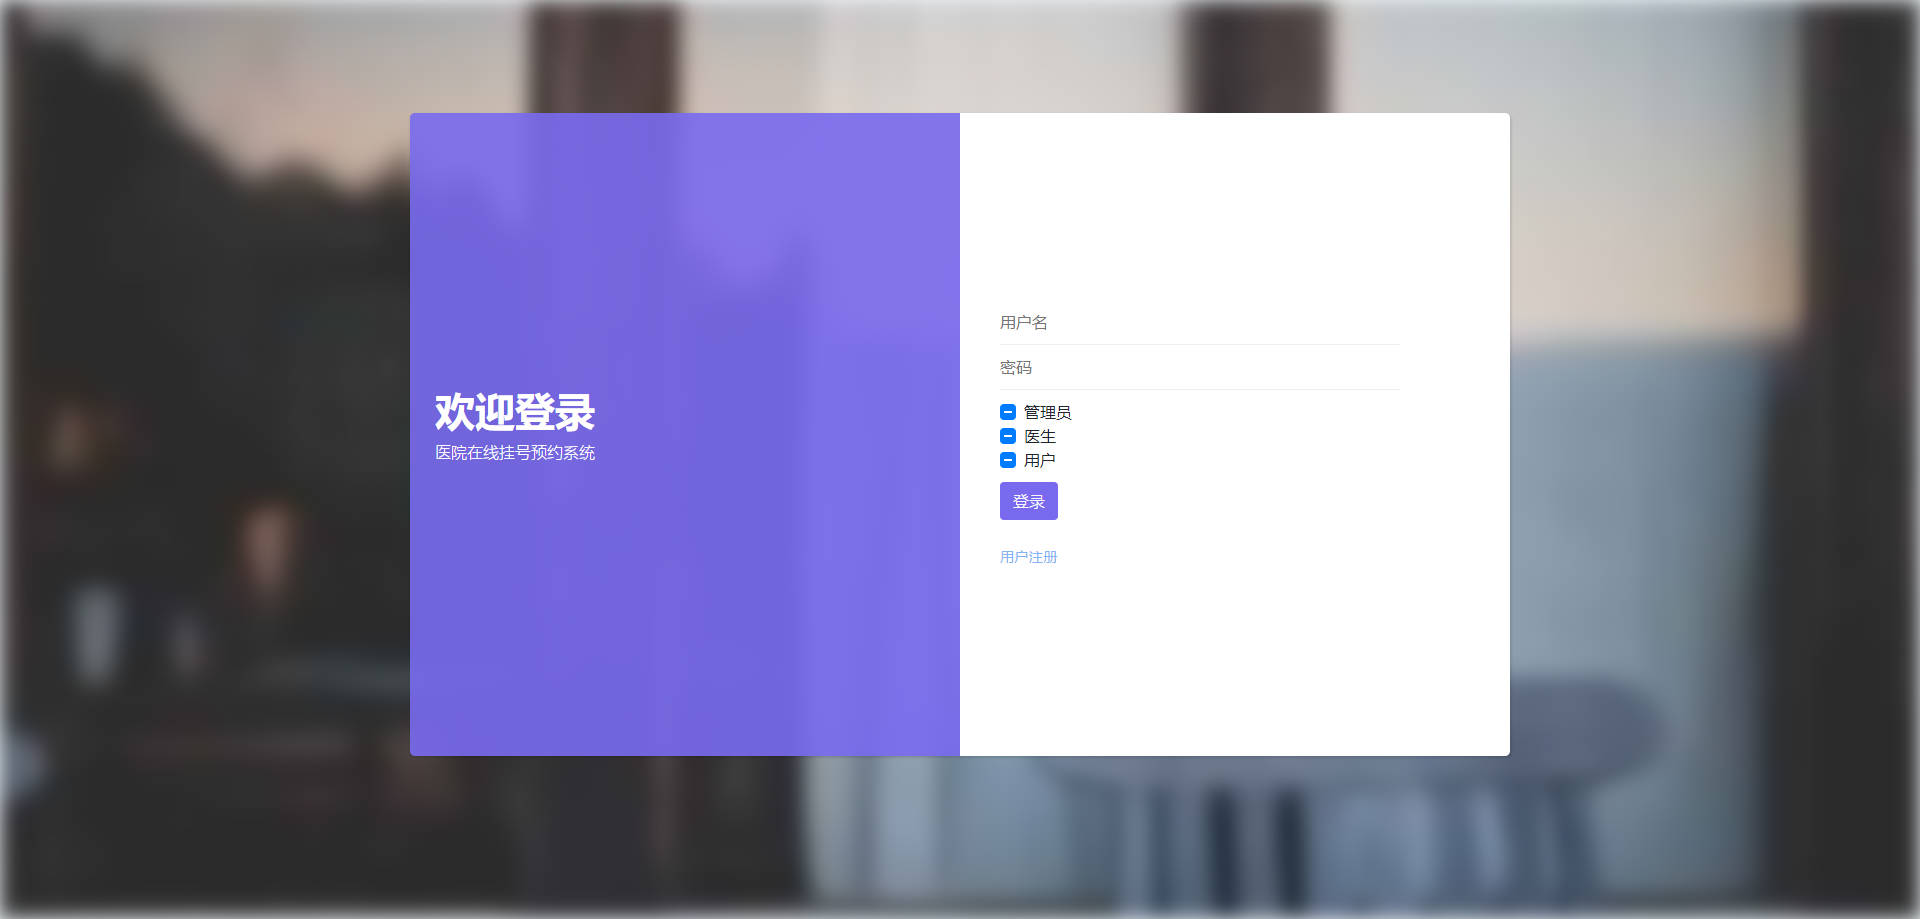 欢迎登录
医院在线挂号预约系统
用户名
密码
管理员
医生
用户
登录
用户注册